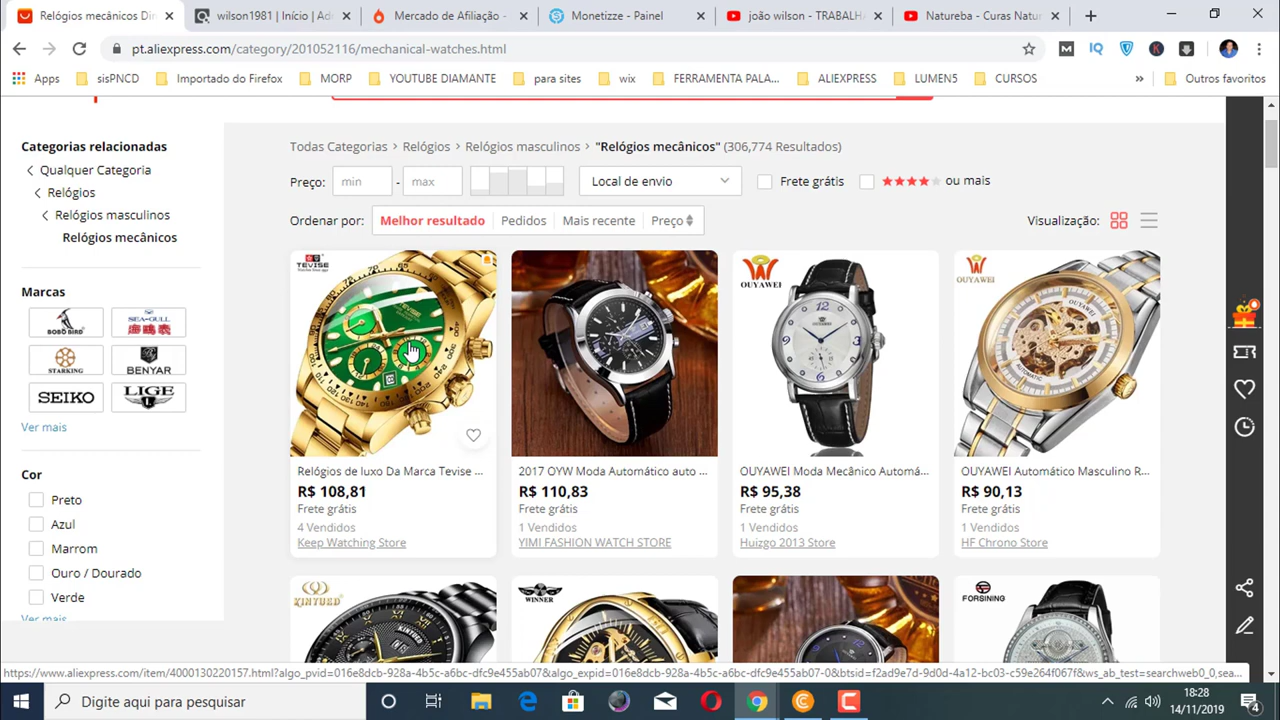 Relógios mecânicos Di
wilson1981 | Início | Ad
Mercado de Afiliação -
Monetizze - Painel
joão wilson - TRABALH
Natureba - Curas Natur
pt.aliexpress.com/category/201052116/mechanical-watches.html
Apps
sisPNCD
Importado do Firefox
MORP
YOUTUBE DIAMANTE
para sites
wix
FERRAMENTA PALA...
ALIEXPRESS
LUMEN5
CURSOS
»
Outros favoritos
Categorias relacionadas
Qualquer Categoria
Relógios
Relógios masculinos
Relógios mecânicos
Marcas
BOBO BIRD
SEA-GULL
STARKING
BENYAR
SEIKO
LIGE
Ver mais
Cor
Preto
Azul
Marrom
Ouro / Dourado
Verde
Ver mais
Todas Categorias > Relógios > Relógios masculinos > "Relógios mecânicos" (306,774 Resultados)
Preço: min - max Local de envio Frete grátis ou mais
Ordenar por: Melhor resultado Pedidos Mais recente Preço Visualização:
TEVISE
Relógios de luxo Da Marca Tevise ...
R$ 108,81
Frete grátis
4 Vendidos
Keep Watching Store
2017 OYW Moda Automático auto ...
R$ 110,83
Frete grátis
1 Vendidos
YIMI FASHION WATCH STORE
OUYAWEI
OUYAWEI Moda Mecânico Automá...
R$ 95,38
Frete grátis
1 Vendidos
Huizgo 2013 Store
OUYAWEI
OUYAWEI
AUTOMATIC
OUYAWEI Automático Masculino R...
R$ 90,13
Frete grátis
1 Vendidos
HF Chrono Store
KINYUED
WINNER
FORSINING
https://www.aliexpress.com/item/4000130220157.html?algo_pvid=016e8dcb-928a-4b5c-a6bc-dfc9e455ab07&algo_expid=016e8dcb-928a-4b5c-a6bc-dfc9e455ab07-0&btsid=f2ad9e7d-9d0d-4a12-bc03-c59e264f067f&ws_ab_test=searchweb0_0,sea...
Digite aqui para pesquisar
18:28
14/11/2019
4